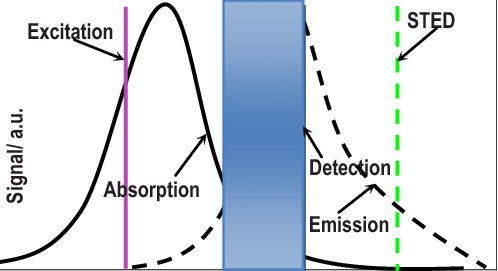 STED
Excitation
Signal/ a.u.
Detection
Absorption
Emission